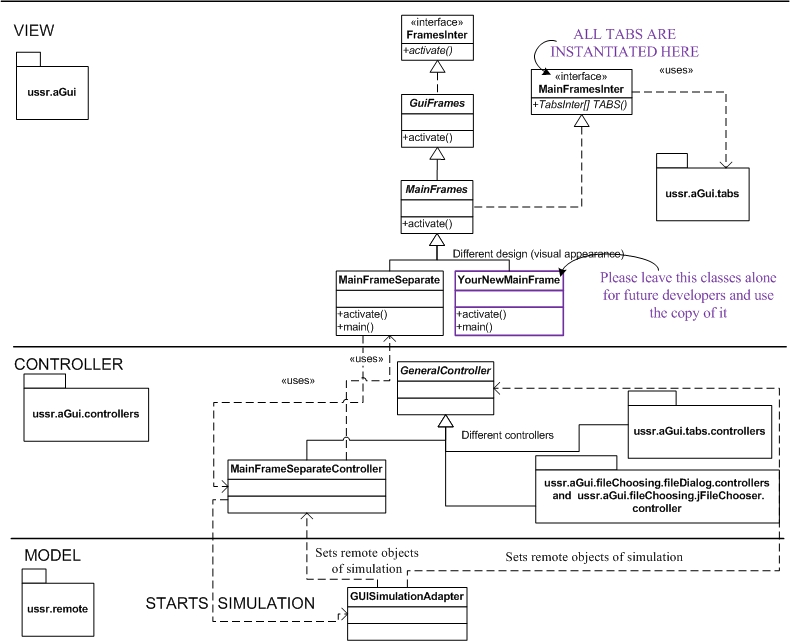 VIEW
ussr.aGui
«interface»
FramesInter
+activate()
GuiFrames
+activate()
MainFrames
+activate()
ALL TABS ARE
INSTANTIATED HERE
«interface»
MainFramesInter
+TabsInter[] TABS()
«uses»
ussr.aGui.tabs
Different design (visual appearance)
MainFrameSeparate
+activate()
+main()
YourNewMainFrame
+activate()
+main()
Please leave this classes alone
for future developers and use
the copy of it
CONTROLLER
ussr.aGui.controllers
«uses»
«uses»
GeneralController
Different controllers
ussr.aGui.tabs.controllers
MainFrameSeparateController
ussr.aGui.fileChoosing.fileDialog.controllers
and ussr.aGui.fileChoosing.jFileChooser.
controller
MODEL
ussr.remote
Sets remote objects
of simulation
Sets remote objects of simulation
STARTS SIMULATION
GUISimulationAdapter